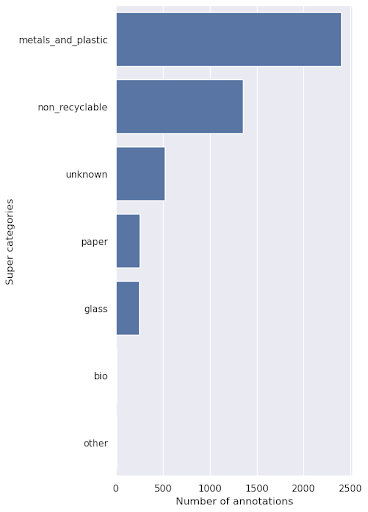 metals_and_plastic
non_recyclable
unknown
paper
glass
bio
other
Super categories
0 500 1000 1500 2000 2500
Number of annotations